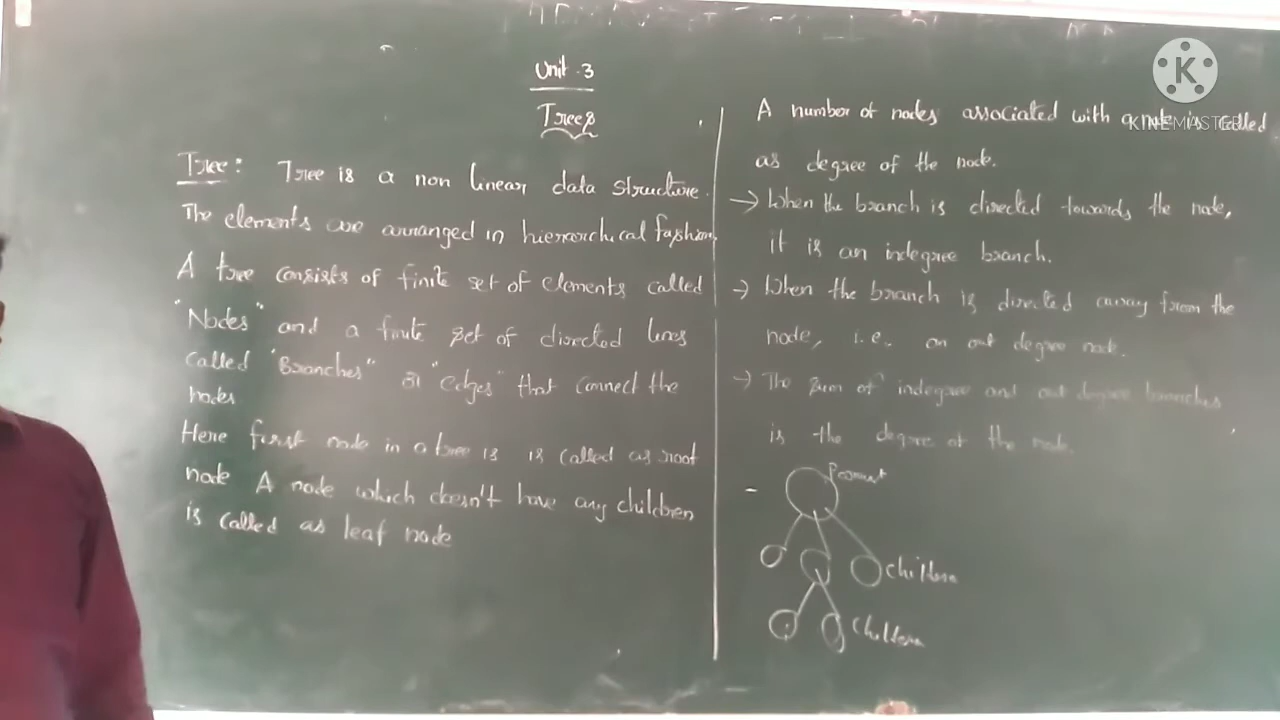 Unit.3
Trees
Tree: Tree is a non linear data structure.
The elements are arranged in hierarchical fashion.
A tree consists of finite set of elements called
"Nodes" and a finite set of directed lines
called "Branches" or "edges" that connect the
nodes
Here first node in a tree is is called as root
node A node which doesn't have any children
is called as leaf node
A number of nodes associated with a node is called
as degree of the node.
→ When the branch is directed towards the node,
it is an indegree branch.
→ When the branch is directed away from the
node, i.e. an out degree node.
→ The sum of indegree and out degree branches
is the degree of the node.
Parent
children
children
K
KINEMASTER